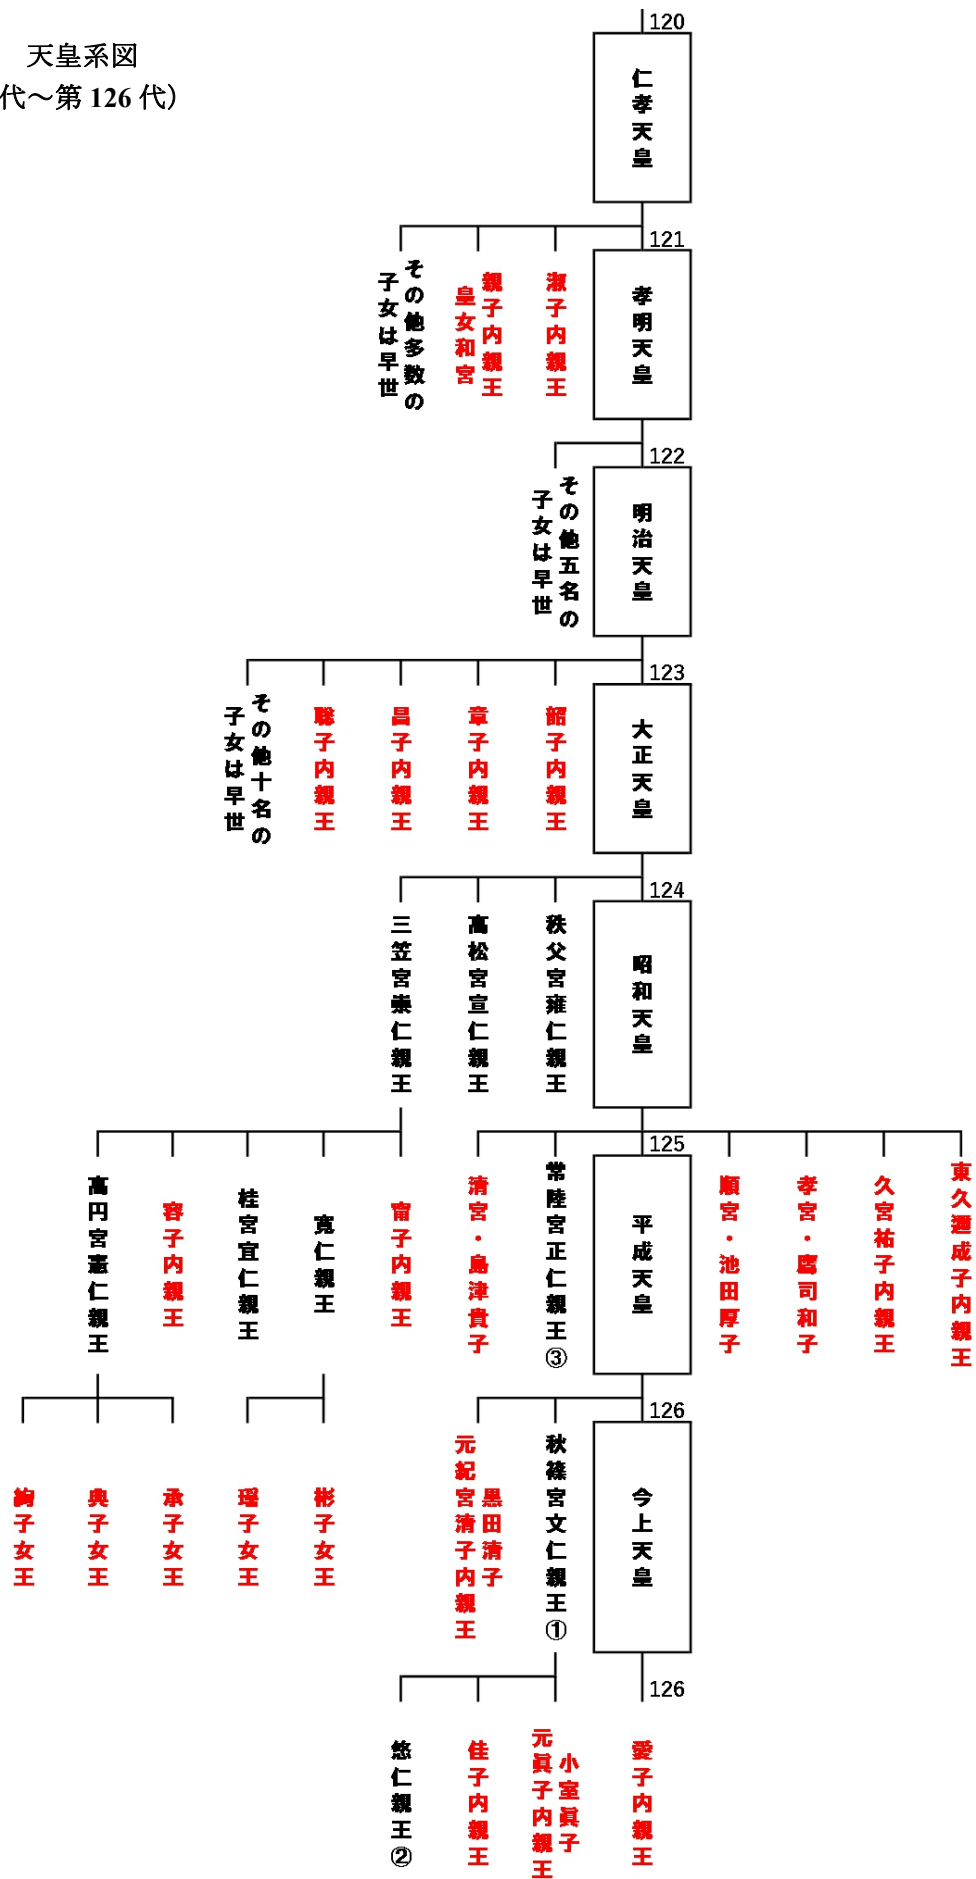 天皇系図
代～第 126 代）
120
仁孝天皇
121
孝明天皇
淑子内親王
親子内親王
皇女和宮
その他多数の
子女は早世
122
明治天皇
その他五名の
子女は早世
123
大正天皇
韶子内親王
章子内親王
昌子内親王
聡子内親王
その他十名の
子女は早世
124
昭和天皇
秩父宮雍仁親王
高松宮宣仁親王
三笠宮崇仁親王
125
東久邇成子内親王
久宮祐子内親王
孝宮・鷹司和子
順宮・池田厚子
平成天皇
常陸宮正仁親王③
清宮・島津貴子
甯子内親王
寛仁親王
桂宮宜仁親王
容子内親王
高円宮憲仁親王
126
今上天皇
秋篠宮文仁親王①
黒田清子
元紀宮清子内親王
彬子女王
瑶子女王
承子女王
典子女王
絢子女王
126
愛子内親王
小室眞子
元眞子内親王
佳子内親王
悠仁親王②